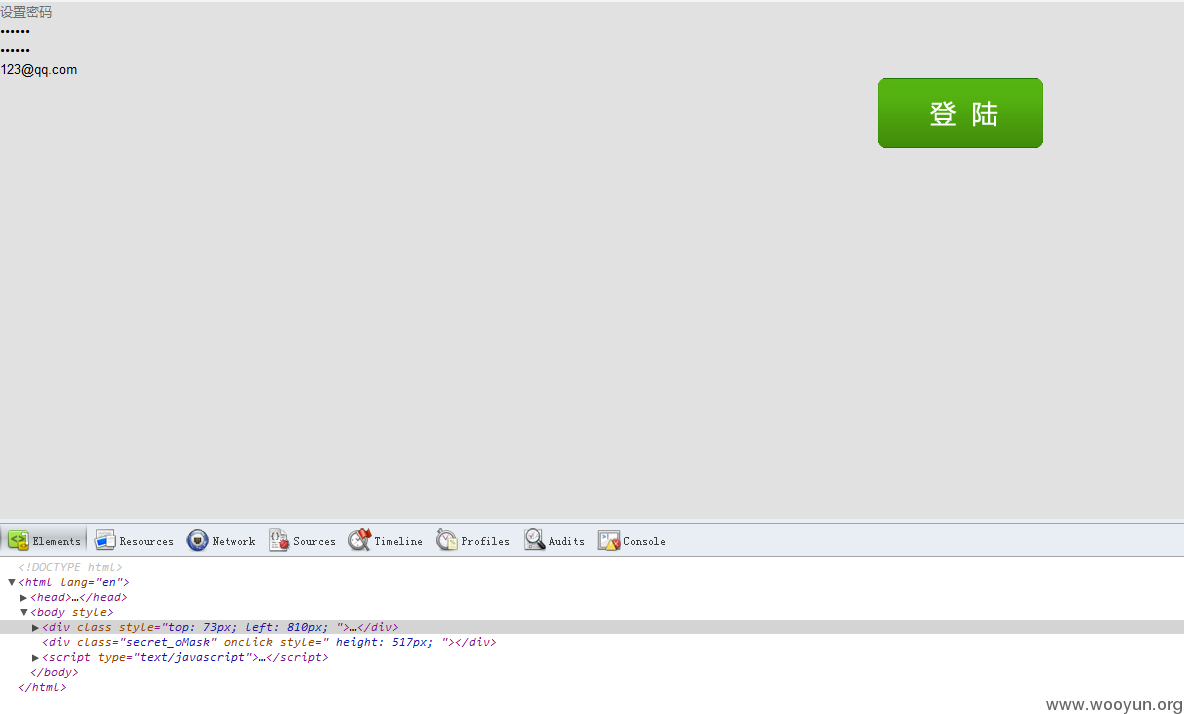 设置密码
••••••
••••••
123@qq.com
登 陆
Elements Resources Network Sources Timeline Profiles Audits Console
<!DOCTYPE html>
▼<html lang="en">
▶<head>…</head>
▼<body style>
▶<div class style="top: 73px; left: 810px; ">…</div>
<div class="secret_oMask" onclick style=" height: 517px; "></div>
▶<script type="text/javascript">…</script>
</body>
</html>
www.wooyun.org